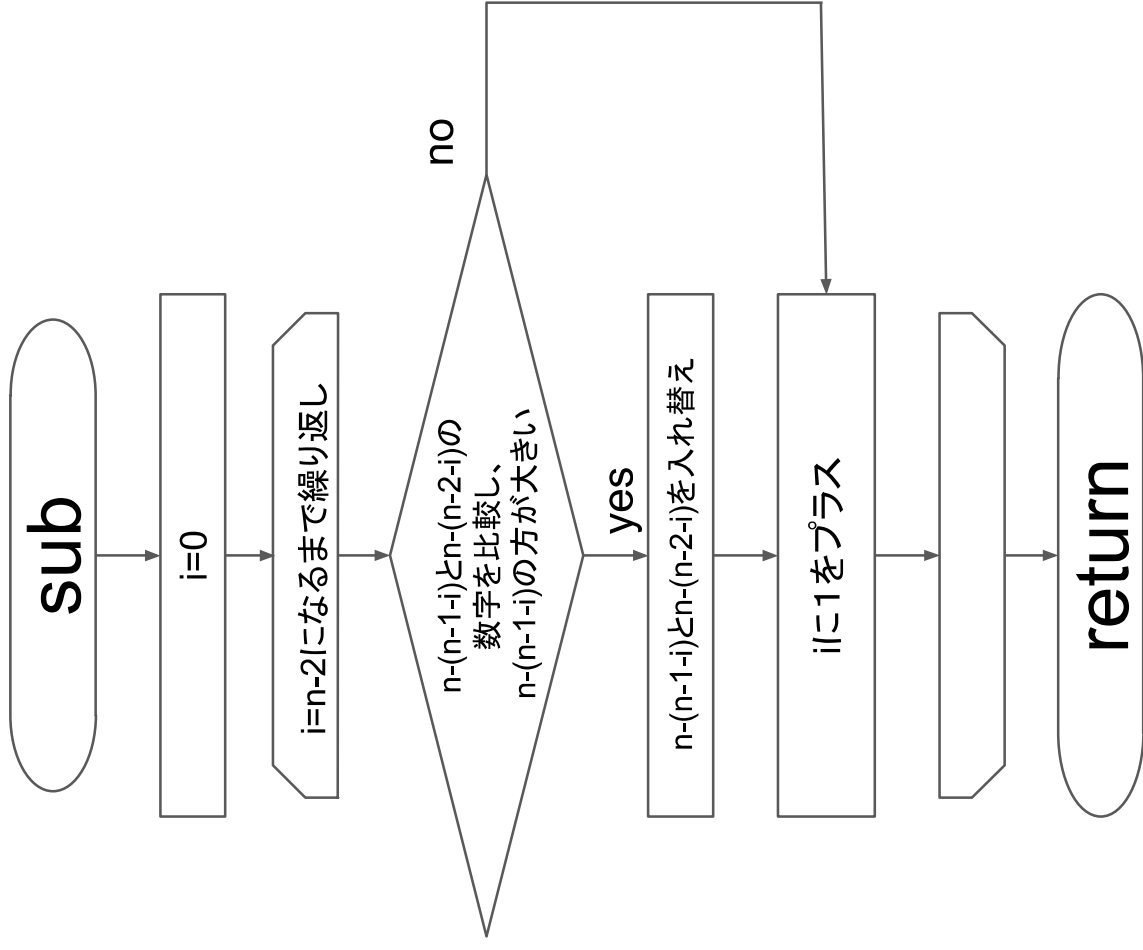 sub
i=0
i=n-2になるまで繰り返し
n-(n-1-i)とn-(n-2-i)の
数字を比較し、
n-(n-1-i)の方が大きい
no
yes
n-(n-1-i)とn-(n-2-i)を入れ替え
iに1をプラス
return